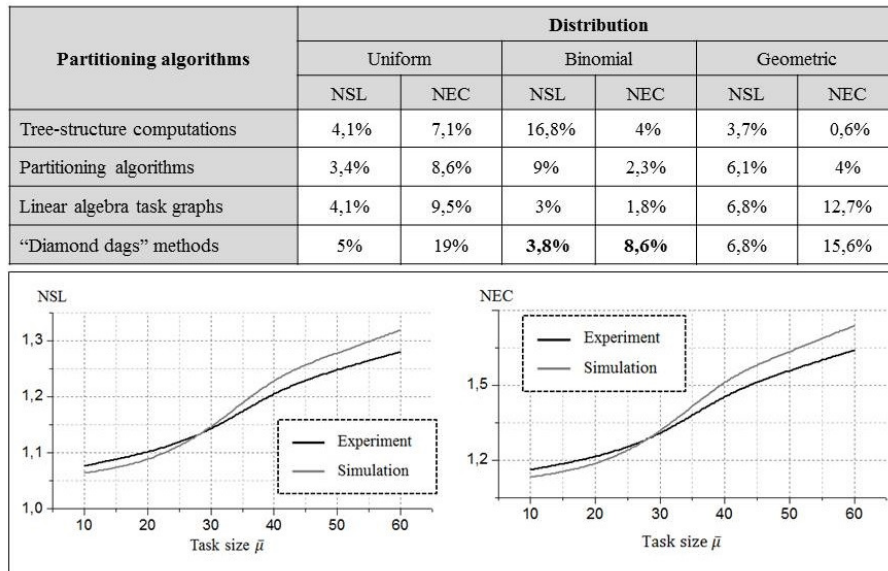 Partitioning algorithms Distribution
Uniform Binomial Geometric
NSL NEC NSL NEC NSL NEC
Tree-structure computations 4,1% 7,1% 16,8% 4% 3,7% 0,6%
Partitioning algorithms 3,4% 8,6% 9% 2,3% 6,1% 4%
Linear algebra task graphs 4,1% 9,5% 3% 1,8% 6,8% 12,7%
“Diamond dags” methods 5% 19% 3,8% 8,6% 6,8% 15,6%
NSL
1,3
1,2
1,1
1,0
Experiment
Simulation
10 20 30 40 50 60
Task size μ̄
NEC
1,5
1,2
Experiment
Simulation
10 20 30 40 50 60
Task size μ̄